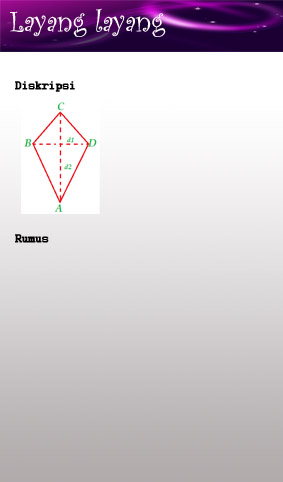 Layang layang
Diskripsi
C
B d1 D
d2
A
Rumus